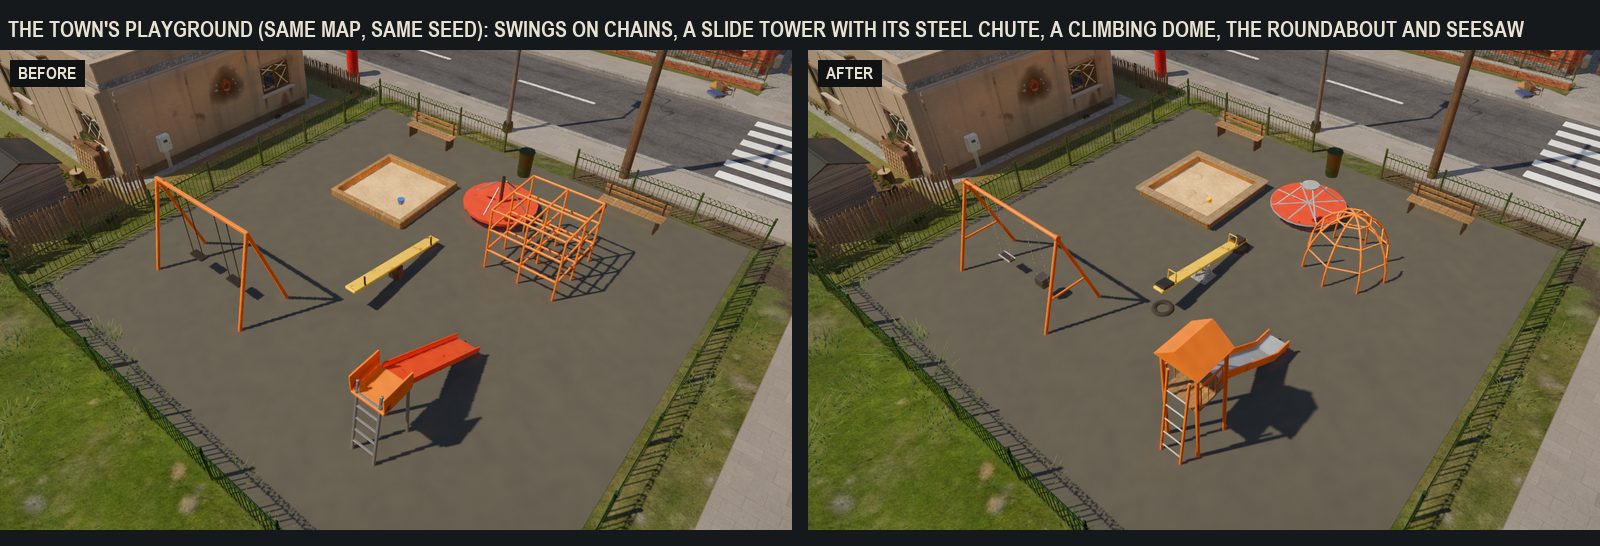 THE TOWN'S PLAYGROUND (SAME MAP, SAME SEED): SWINGS ON CHAINS, A SLIDE TOWER WITH ITS STEEL CHUTE, A CLIMBING DOME, THE ROUNDABOUT AND SEESAW
BEFORE
AFTER